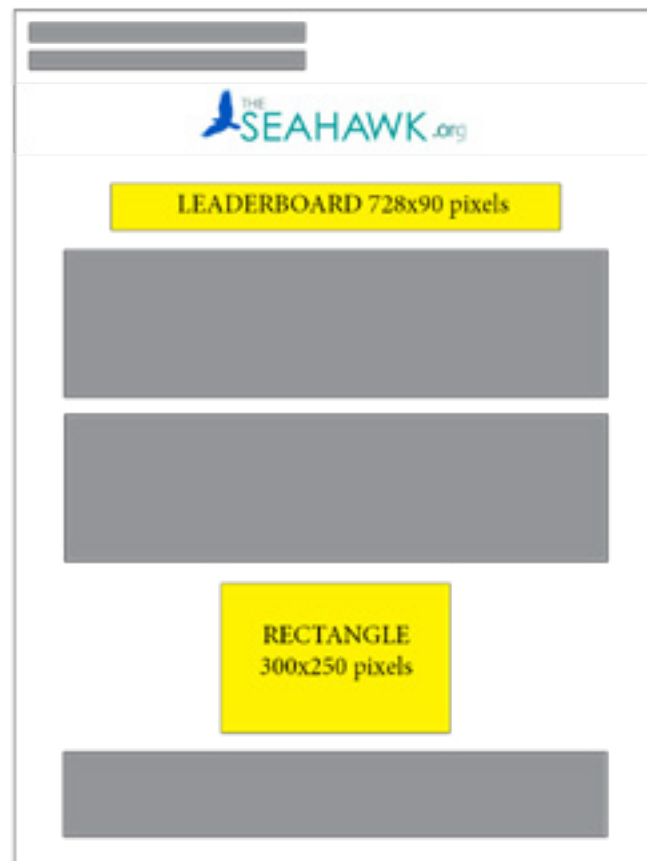 THE
SEAHAWK.org
LEADERBOARD 728x90 pixels
RECTANGLE
300x250 pixels